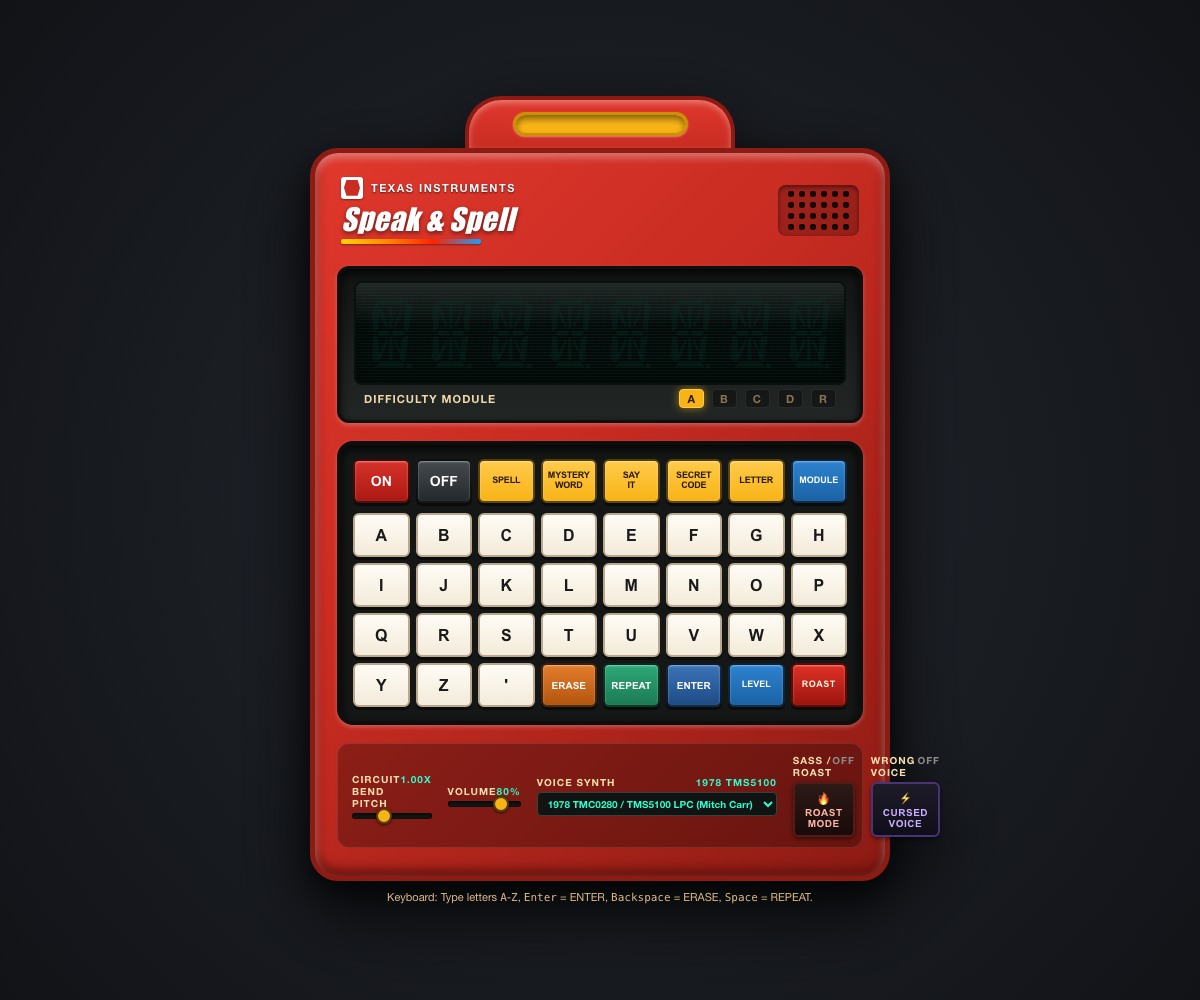 TEXAS INSTRUMENTS
Speak & Spell
DIFFICULTY MODULE
A B C D R
ON OFF SPELL MYSTERY WORD SAY IT SECRET CODE LETTER MODULE
A B C D E F G H
I J K L M N O P
Q R S T U V W X
Y Z ' ERASE REPEAT ENTER LEVEL ROAST
CIRCUIT BEND PITCH 1.00X
VOLUME 80%
VOICE SYNTH 1978 TMS5100
1978 TMC0280 / TMS5100 LPC (Mitch Carr)
SASS / ROAST OFF
🔥 ROAST MODE
WRONG VOICE OFF
⚡ CURSED VOICE
Keyboard: Type letters A-Z, Enter = ENTER, Backspace = ERASE, Space = REPEAT.